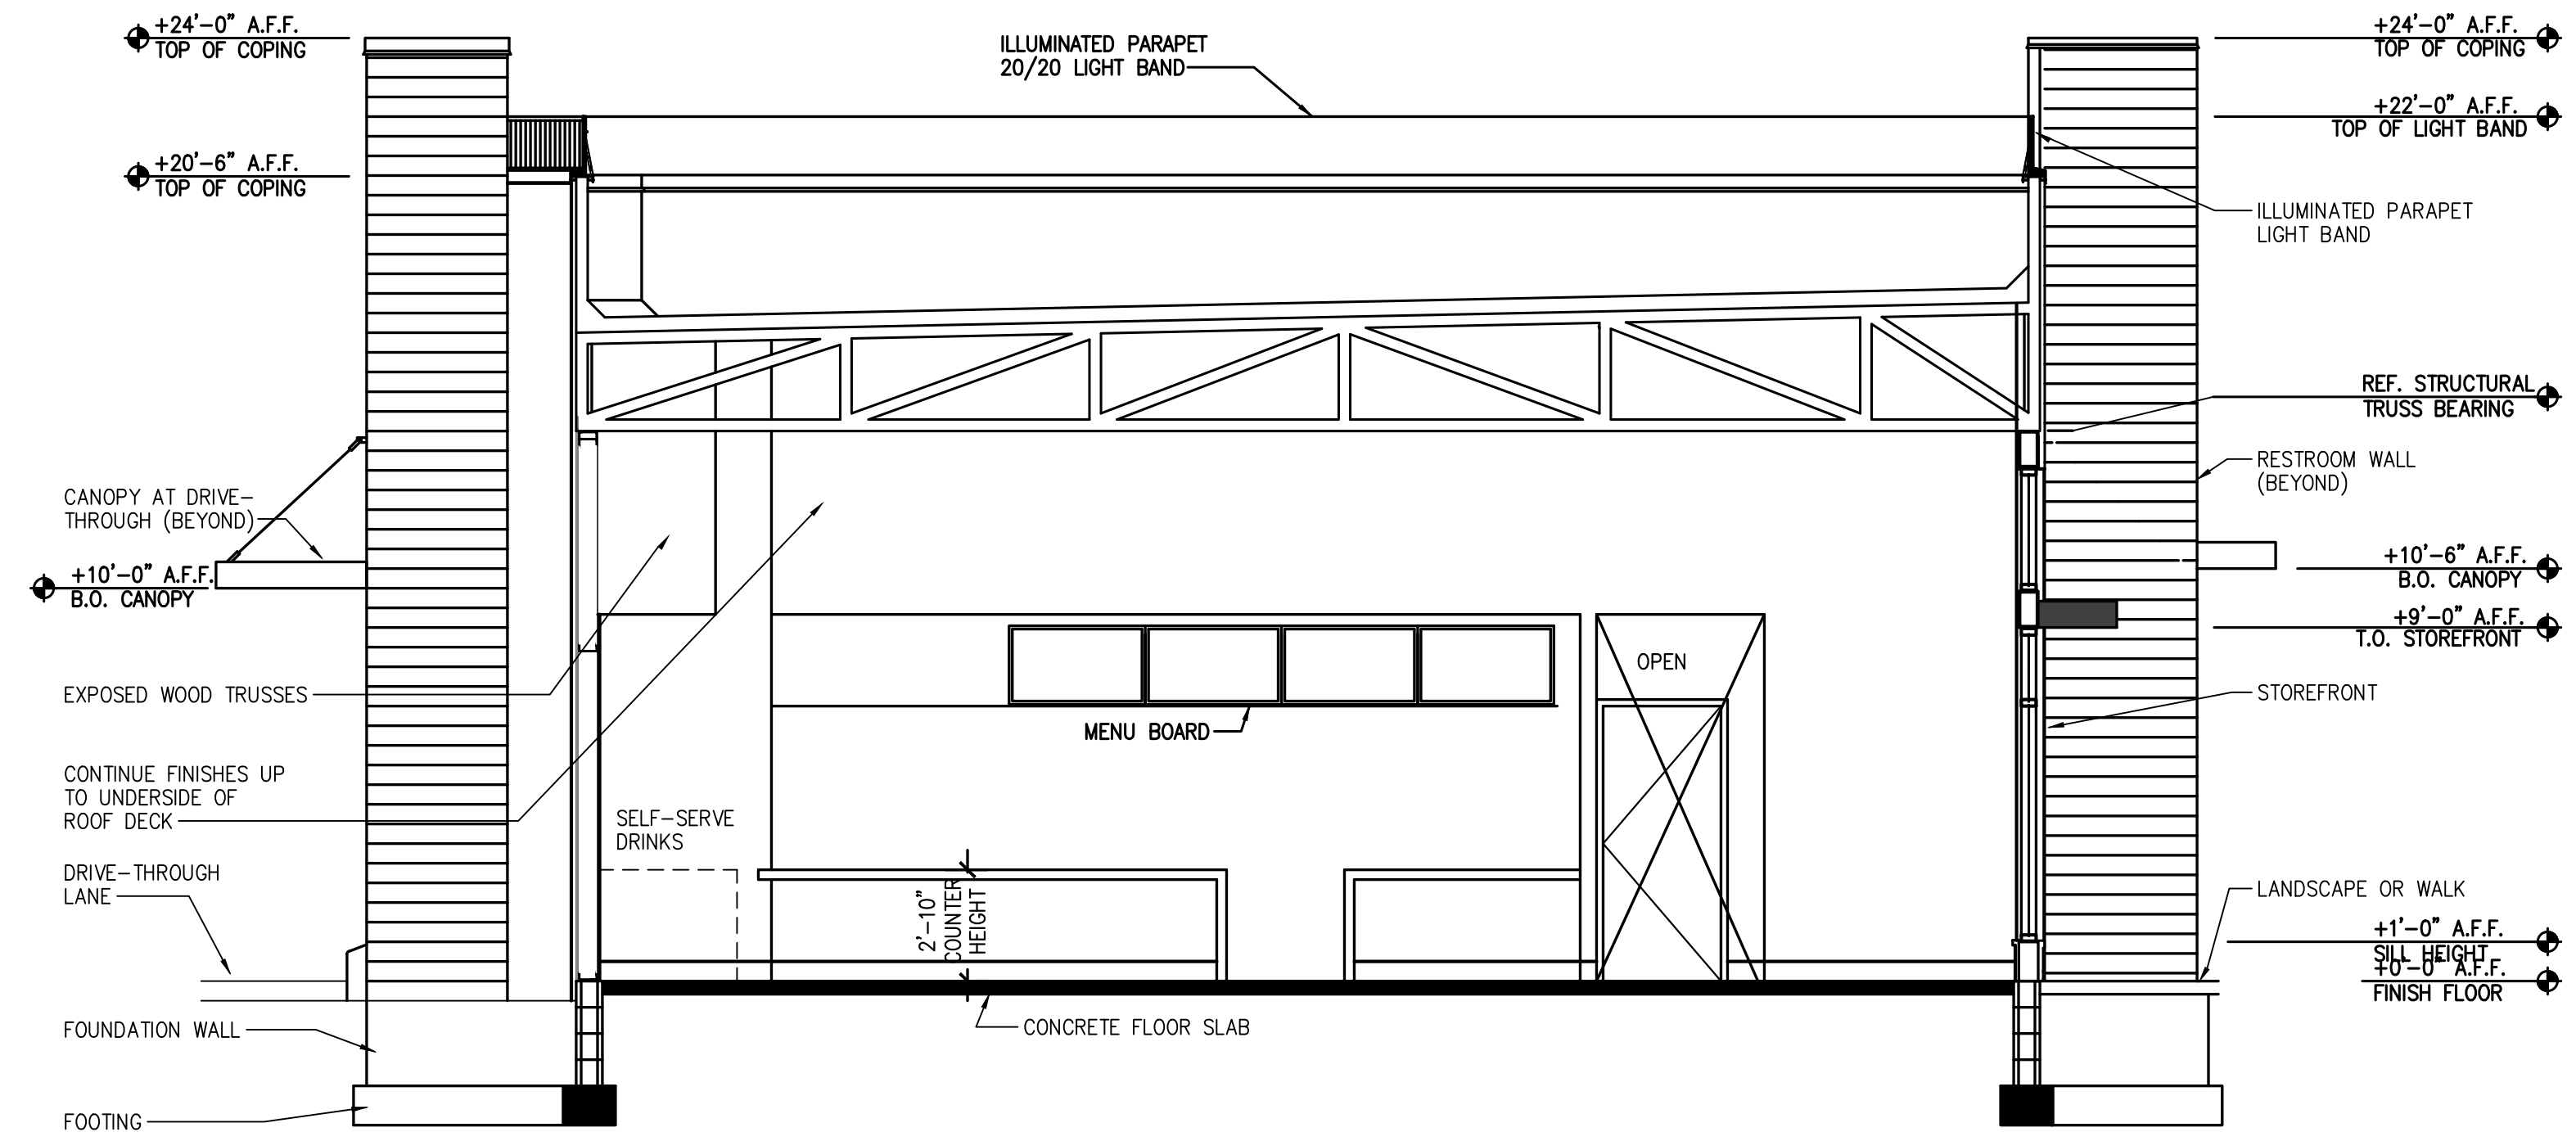 +24'-0" A.F.F.
TOP OF COPING
+20'-6" A.F.F.
TOP OF COPING
CANOPY AT DRIVE-
THROUGH (BEYOND)
+10'-0" A.F.F.
B.O. CANOPY
EXPOSED WOOD TRUSSES
CONTINUE FINISHES UP
TO UNDERSIDE OF
ROOF DECK
DRIVE-THROUGH
LANE
FOUNDATION WALL
FOOTING
ILLUMINATED PARAPET
20/20 LIGHT BAND
OPEN
MENU BOARD
SELF-SERVE
DRINKS
2'-10"
COUNTER
HEIGHT
CONCRETE FLOOR SLAB
+24'-0" A.F.F.
TOP OF COPING
+22'-0" A.F.F.
TOP OF LIGHT BAND
ILLUMINATED PARAPET
LIGHT BAND
REF. STRUCTURAL
TRUSS BEARING
RESTROOM WALL
(BEYOND)
+10'-6" A.F.F.
B.O. CANOPY
+9'-0" A.F.F.
T.O. STOREFRONT
STOREFRONT
LANDSCAPE OR WALK
+1'-0" A.F.F.
SILL HEIGHT
+0'-0" A.F.F.
FINISH FLOOR